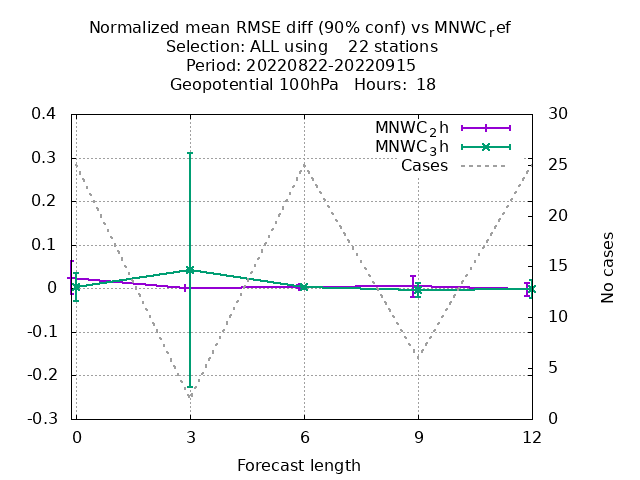 Normalized mean RMSE diff (90% conf) vs MNWC_ref
Selection: ALL using    22 stations
Period: 20220822-20220915
Geopotential 100hPa   Hours:  18
MNWC_2h
MNWC_3h
Cases
0.4
0.3
0.2
0.1
0
-0.1
-0.2
-0.3
30
25
20
15
10
5
0
No cases
0
3
6
9
12
Forecast length